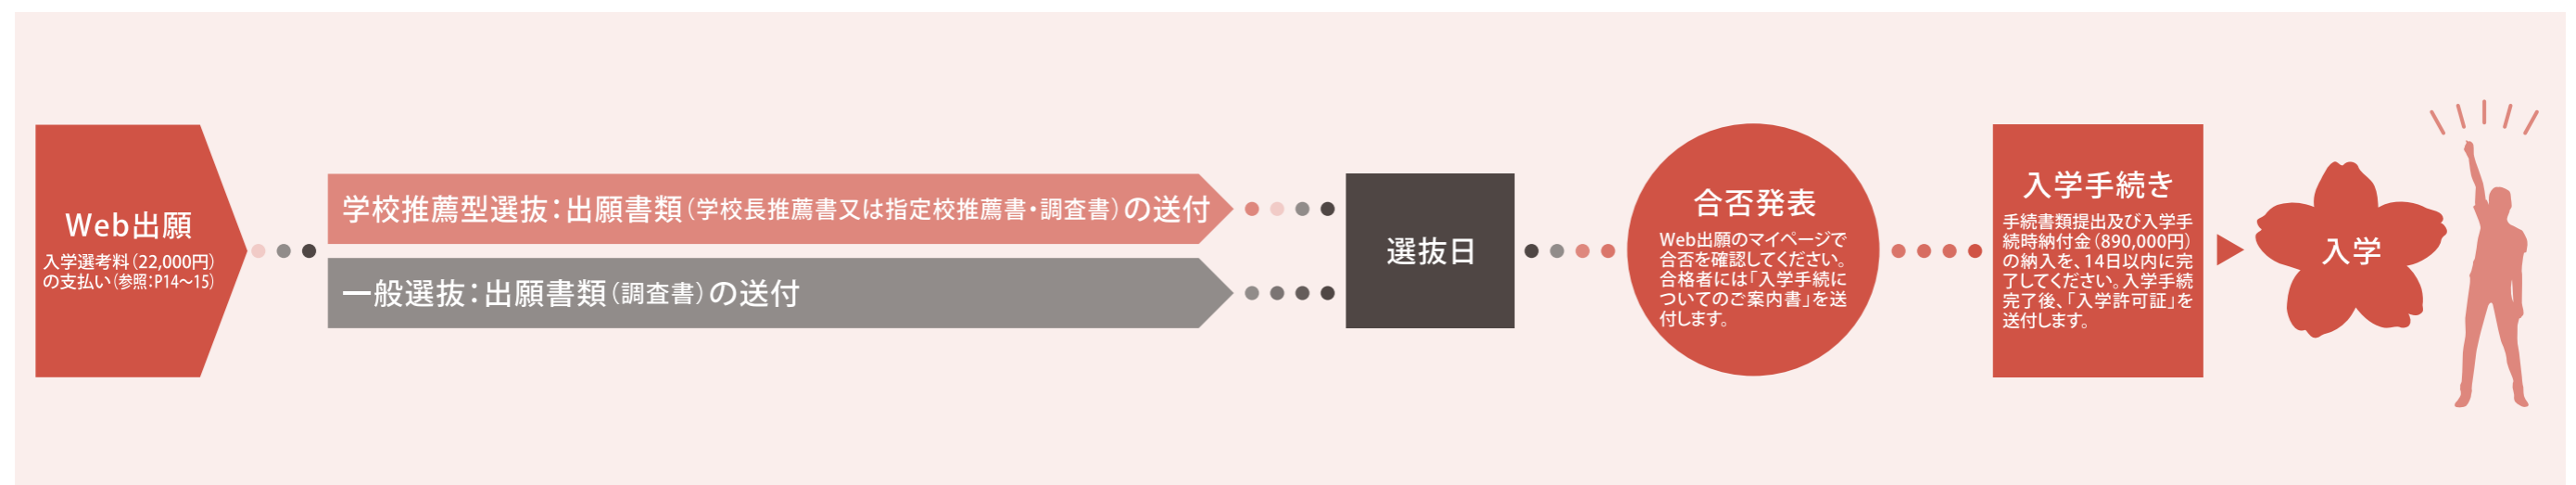 Web出願
入学選考料（22,000円）
の支払い（参照：P14～15）
学校推薦型選抜：出願書類（学校長推薦書又は指定校推薦書・調査書）の送付
一般選抜：出願書類（調査書）の送付
選抜日
合否発表
Web出願のマイページで
合否を確認してください。
合格者には「入学手続に
ついてのご案内書」を送
付します。
入学手続き
手続書類提出及び入学手
続時納付金（890,000円）
の納入を、14日以内に完
了してください。入学手続
完了後、「入学許可証」を
送付します。
入学